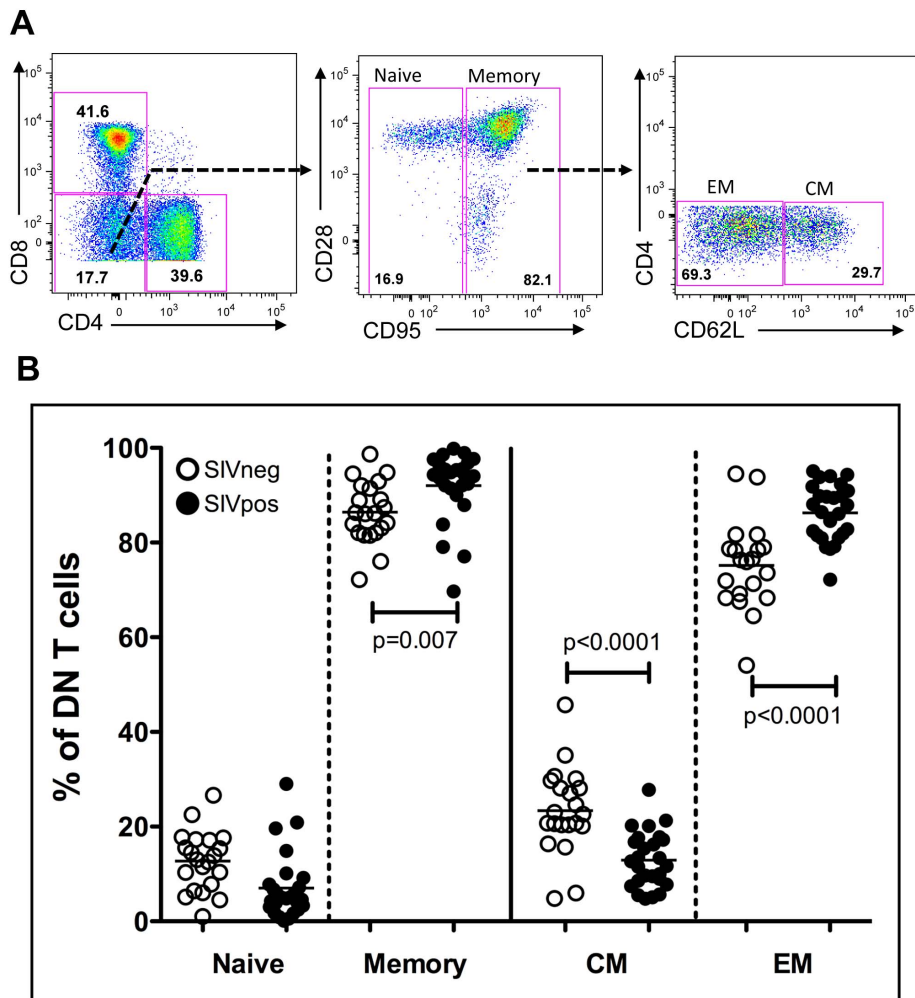 A
10⁵
10⁴
10³
10²
0
CD8
41.6
17.7
39.6
0 10² 10³ 10⁴ 10⁵
CD4
10⁵
10⁴
10³
10²
0
CD28
Naive Memory
16.9 82.1
0 10² 10³ 10⁴ 10⁵
CD95
10⁵
10⁴
10³
10²
0
CD4
EM CM
69.3 29.7
0 10² 10³ 10⁴ 10⁵
CD62L
B
% of DN T cells
100
80
60
40
20
0
SIVneg
SIVpos
p=0.007
p<0.0001
p<0.0001
Naive Memory CM EM